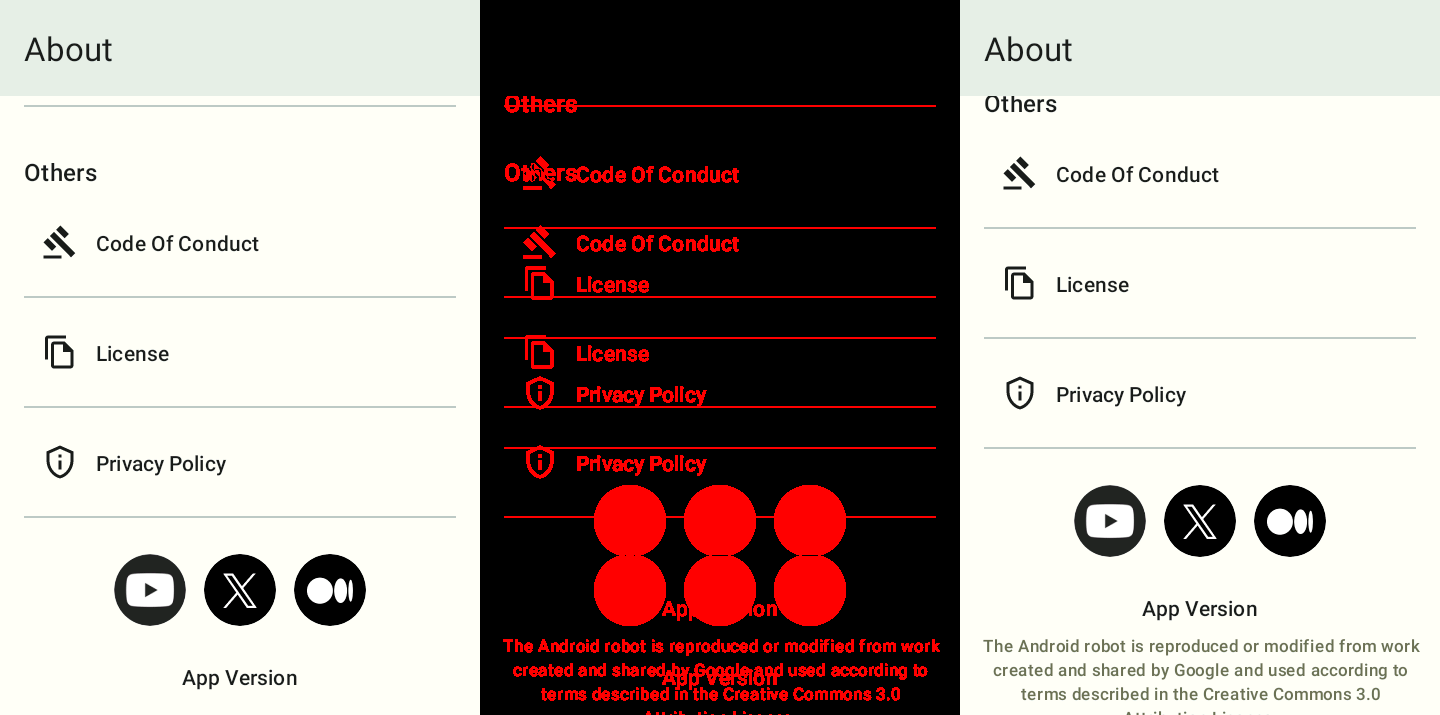 About
Others
Code Of Conduct
License
Privacy Policy
App Version
Others
Others
Code Of Conduct
Code Of Conduct
License
License
Privacy Policy
Privacy Policy
App Version
The Android robot is reproduced or modified from work
created and shared by Google and used according to
App Version
terms described in the Creative Commons 3.0
About
Others
Code Of Conduct
License
Privacy Policy
App Version
The Android robot is reproduced or modified from work
created and shared by Google and used according to
terms described in the Creative Commons 3.0